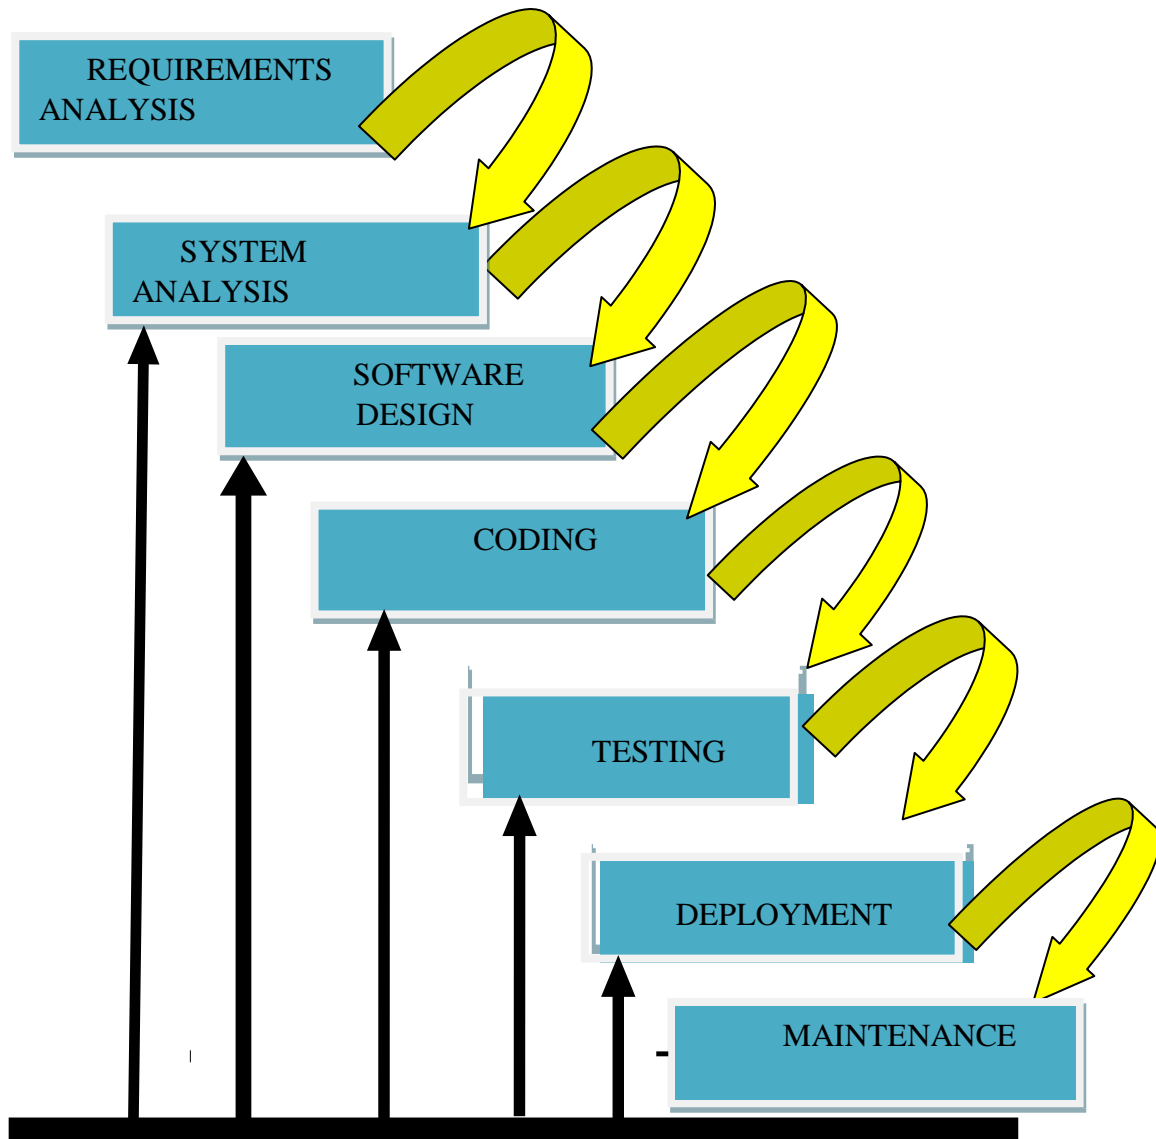 REQUIREMENTS
ANALYSIS
SYSTEM
ANALYSIS
SOFTWARE
DESIGN
CODING
TESTING
DEPLOYMENT
MAINTENANCE